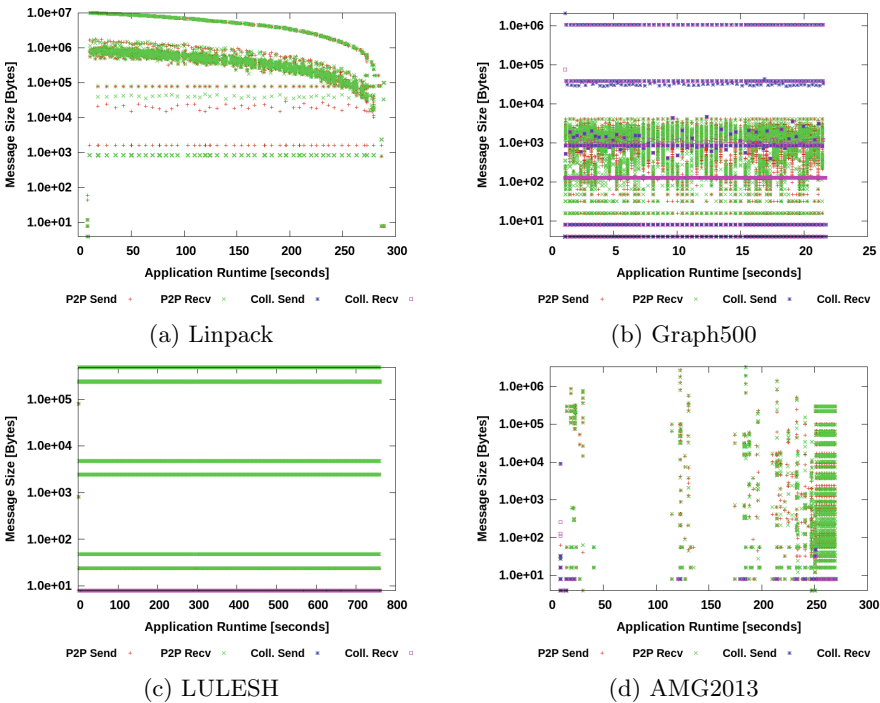 1.0e+07
1.0e+06
1.0e+05
1.0e+04
1.0e+03
1.0e+02
1.0e+01
Message Size [Bytes]
0 50 100 150 200 250 300
Application Runtime [seconds]
P2P Send P2P Recv Coll. Send Coll. Recv
(a) Linpack
1.0e+06
1.0e+05
1.0e+04
1.0e+03
1.0e+02
1.0e+01
Message Size [Bytes]
0 5 10 15 20 25
Application Runtime [seconds]
P2P Send P2P Recv Coll. Send Coll. Recv
(b) Graph500
1.0e+05
1.0e+04
1.0e+03
1.0e+02
1.0e+01
Message Size [Bytes]
0 100 200 300 400 500 600 700 800
Application Runtime [seconds]
P2P Send P2P Recv Coll. Send Coll. Recv
(c) LULESH
1.0e+06
1.0e+05
1.0e+04
1.0e+03
1.0e+02
1.0e+01
Message Size [Bytes]
0 50 100 150 200 250 300
Application Runtime [seconds]
P2P Send P2P Recv Coll. Send Coll. Recv
(d) AMG2013